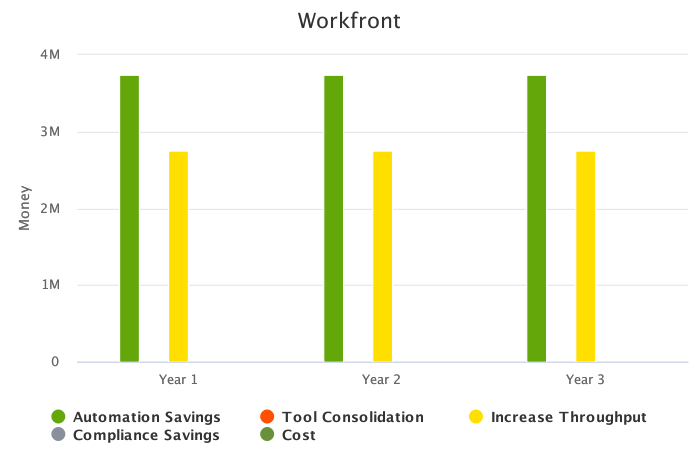 Workfront
4M
3M
2M
1M
0
Money
Year 1
Year 2
Year 3
Automation Savings
Tool Consolidation
Increase Throughput
Compliance Savings
Cost